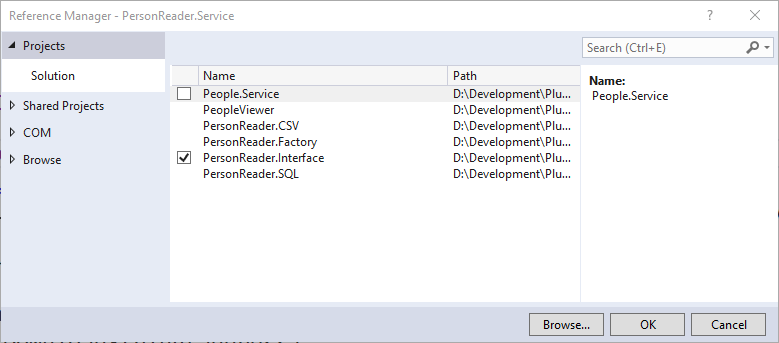 Reference Manager - PersonReader.Service
Projects
Solution
Shared Projects
COM
Browse
Search (Ctrl+E)
Name Path
People.Service D:\Development\Plu...
PeopleViewer D:\Development\Plu...
PersonReader.CSV D:\Development\Plu...
PersonReader.Factory D:\Development\Plu...
PersonReader.Interface D:\Development\Plu...
PersonReader.SQL D:\Development\Plu...
Name:
People.Service
Browse... OK Cancel